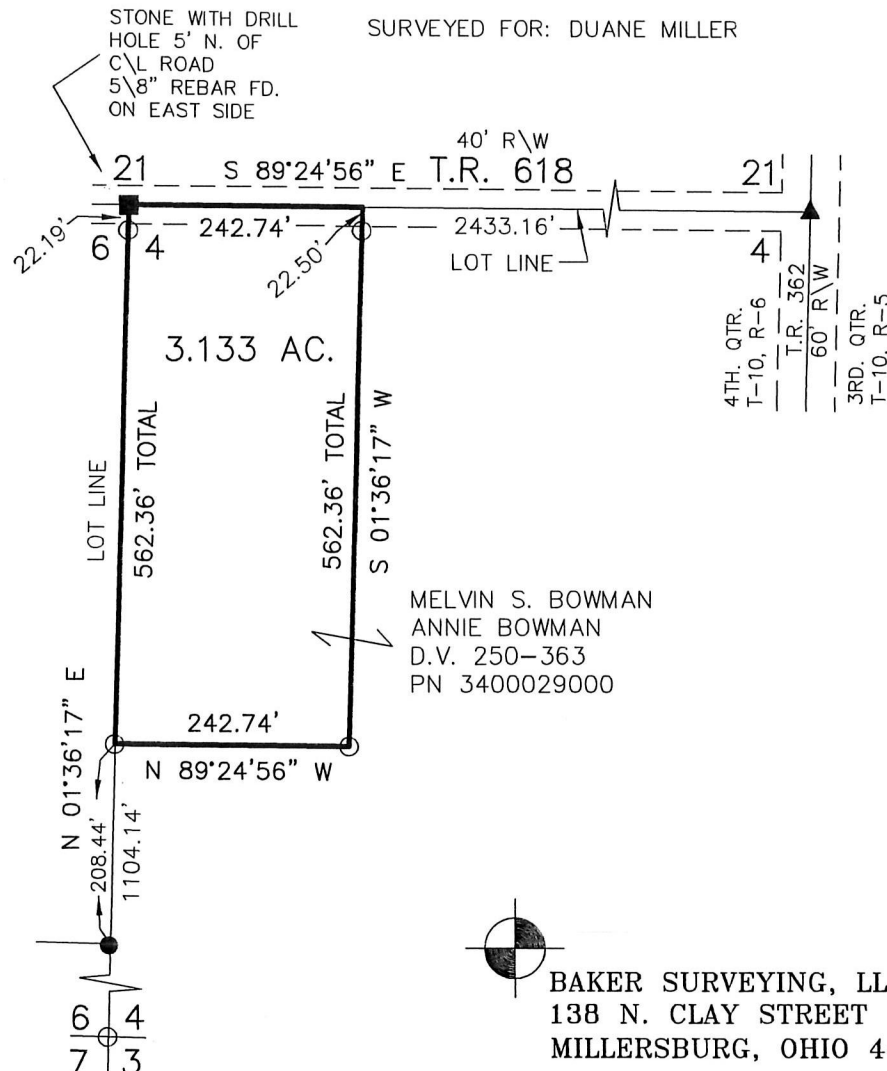 STONE WITH DRILL
HOLE 5' N. OF
C\L ROAD
5\8" REBAR FD.
ON EAST SIDE
SURVEYED FOR: DUANE MILLER
40' R\W
21
S 89°24'56" E
T.R. 618
21
22.19'
6
4
242.74'
22.50'
2433.16'
LOT LINE
4
4TH. QTR.
T-10, R-6
T.R. 362
60' R\W
3RD. QTR.
T-10, R-5
3.133 AC.
LOT LINE
562.36' TOTAL
562.36' TOTAL
S 01°36'17" W
MELVIN S. BOWMAN
ANNIE BOWMAN
D.V. 250-363
PN 3400029000
242.74'
N 89°24'56" W
N 01°36'17" E
208.44'
1104.14'
6 4
7 3
BAKER SURVEYING, LL
138 N. CLAY STREET
MILLERSBURG, OHIO 4